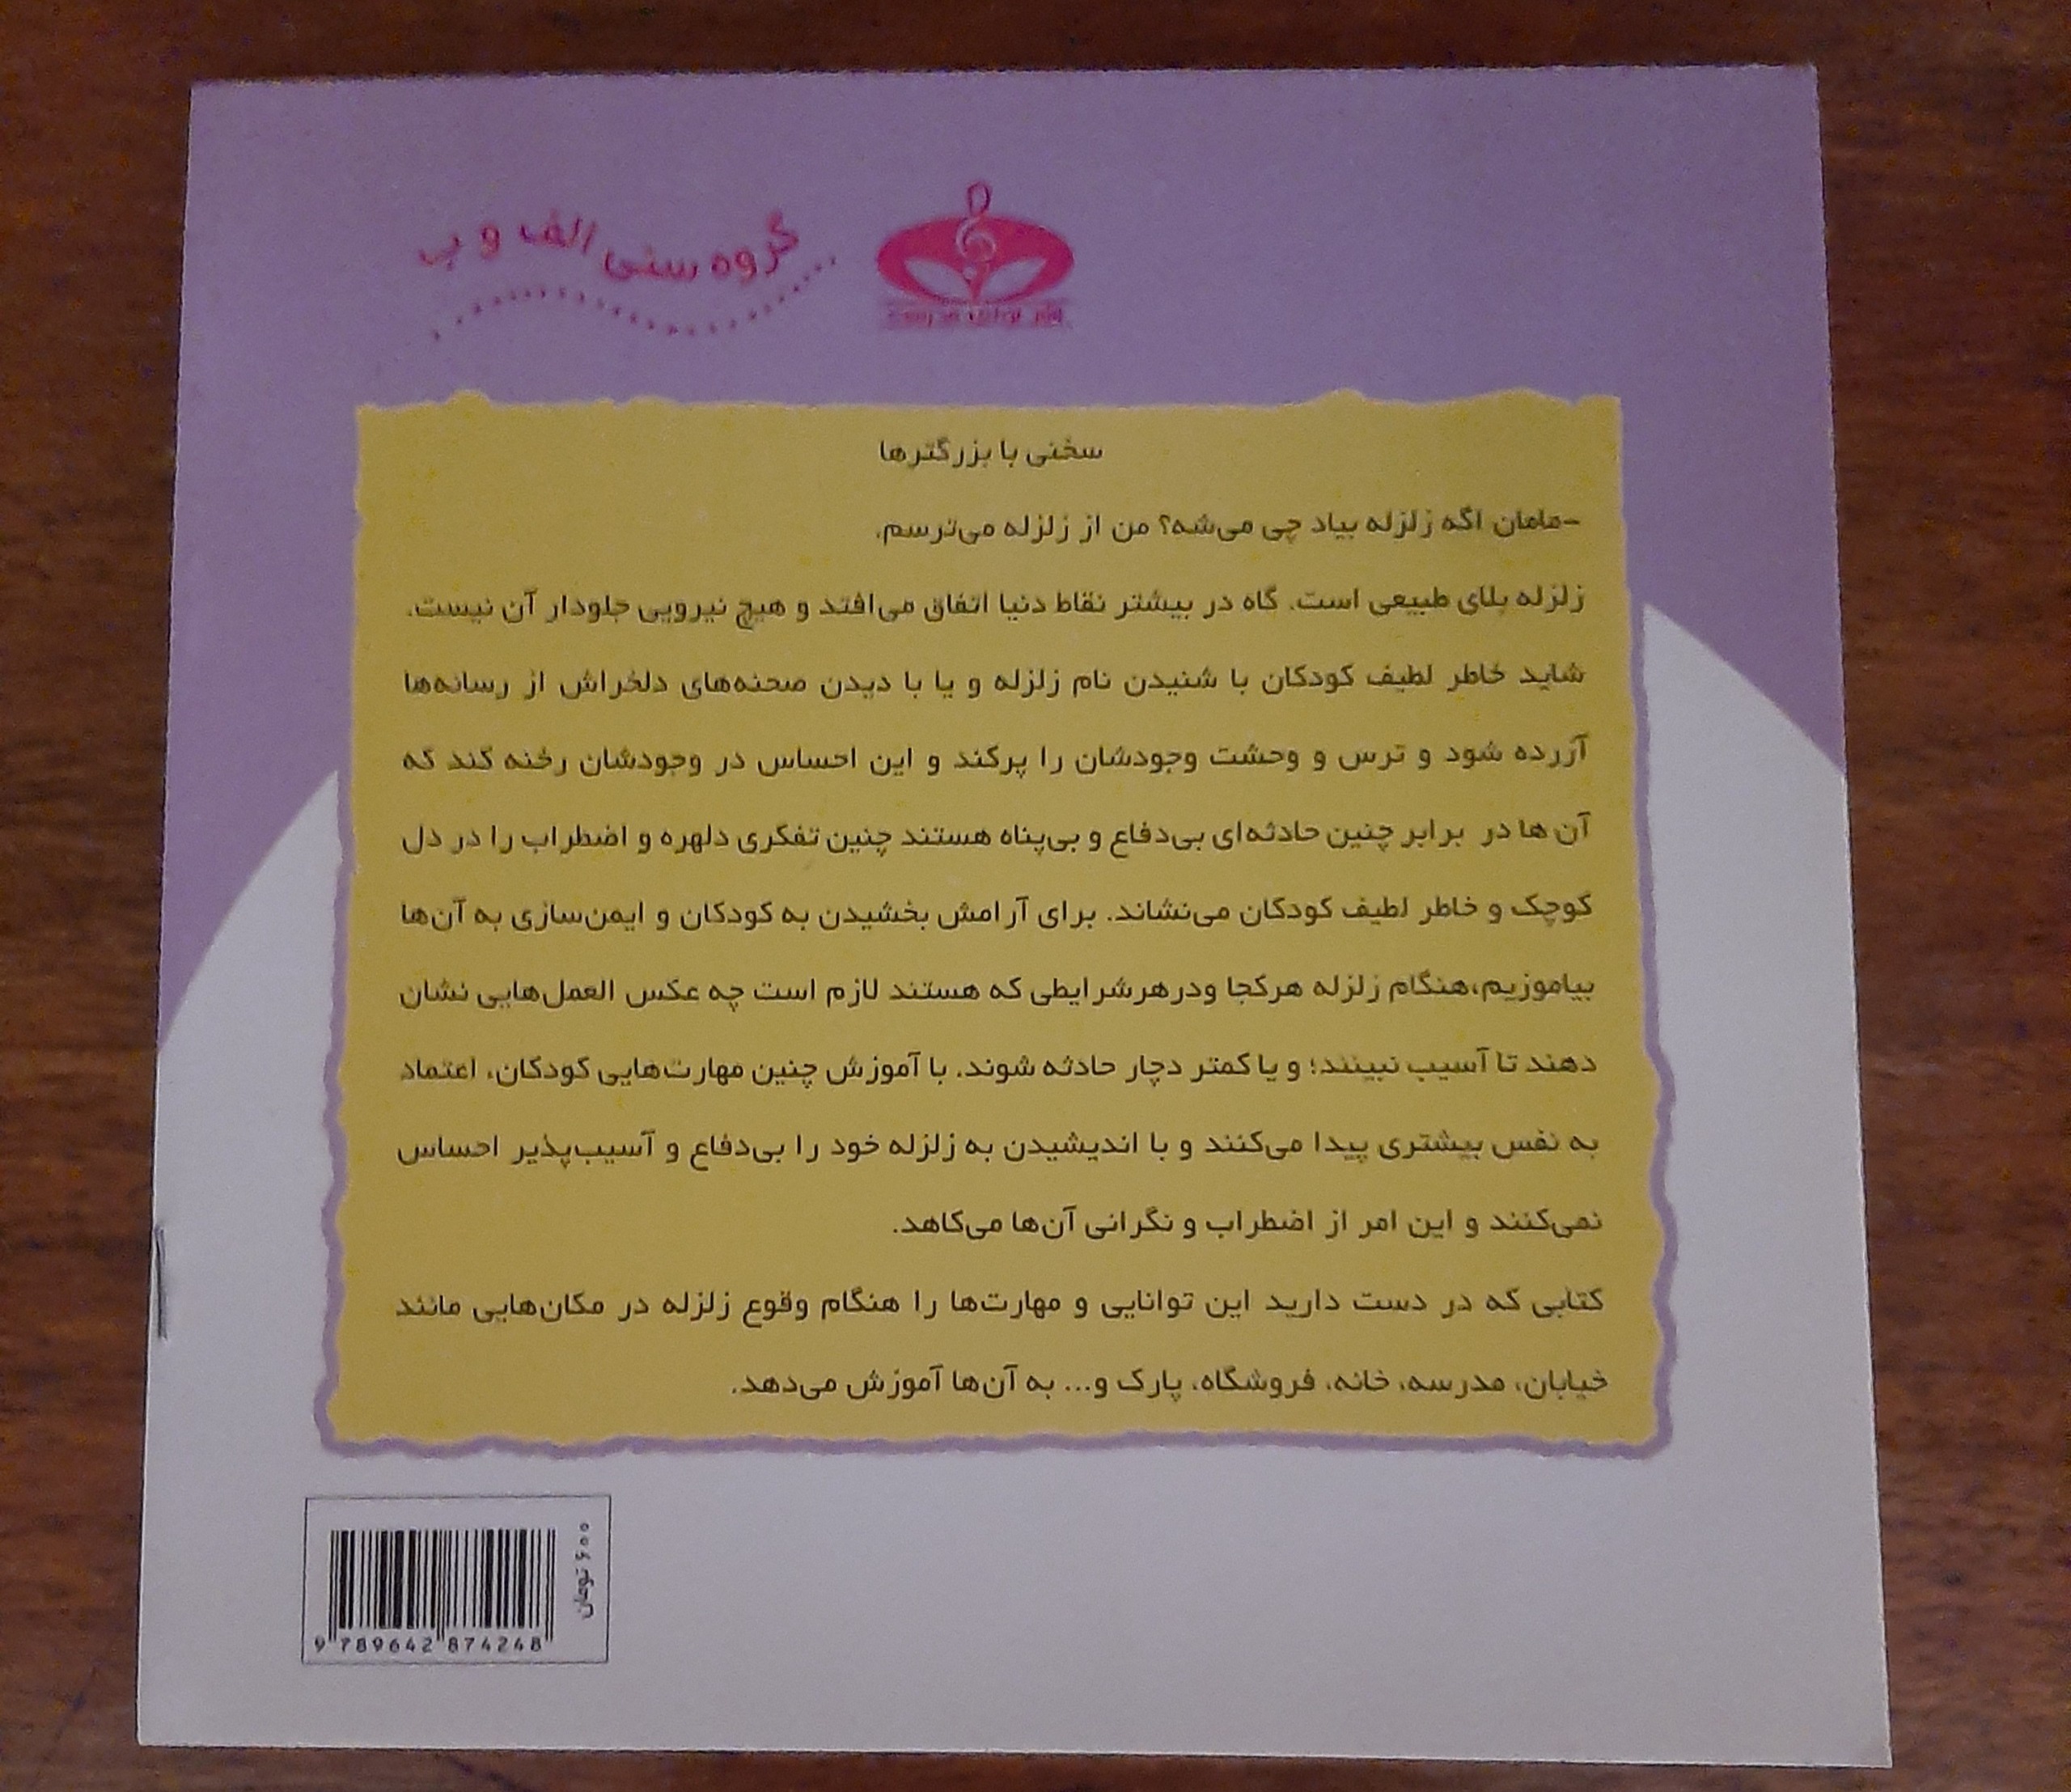 گروه سنی الف و ب
سخنی با بزرگترها
-مامان اگه زلزله بیاد چی می‌شه؟ من از زلزله می‌ترسم.
زلزله بلای طبیعی است. گاه در بیشتر نقاط دنیا اتفاق می‌افتد و هیچ نیرویی جلودار آن نیست.
شاید خاطر لطیف کودکان با شنیدن نام زلزله و یا با دیدن صحنه‌های دلخراش از رسانه‌ها
آزرده شود و ترس و وحشت وجودشان را پرکند و این احساس در وجودشان رخنه کند که
آن ها در برابر چنین حادثه‌ای بی‌دفاع و بی‌پناه هستند چنین تفکری دلهره و اضطراب را در دل
کوچک و خاطر لطیف کودکان می‌نشاند. برای آرامش بخشیدن به کودکان و ایمن‌سازی به آن‌ها
بیاموزیم،هنگام زلزله هرکجا ودرهرشرایطی که هستند لازم است چه عکس العمل‌هایی نشان
دهند تا آسیب نبینند؛ و یا کمتر دچار حادثه شوند. با آموزش چنین مهارت‌هایی کودکان، اعتماد
به نفس بیشتری پیدا می‌کنند و با اندیشیدن به زلزله خود را بی‌دفاع و آسیب‌پذیر احساس
نمی‌کنند و این امر از اضطراب و نگرانی آن‌ها می‌کاهد.
کتابی که در دست دارید این توانایی و مهارت‌ها را هنگام وقوع زلزله در مکان‌هایی مانند
خیابان، مدرسه، خانه، فروشگاه، پارک و... به آن‌ها آموزش می‌دهد.
۶۰۰ تومان
9 789642 874248